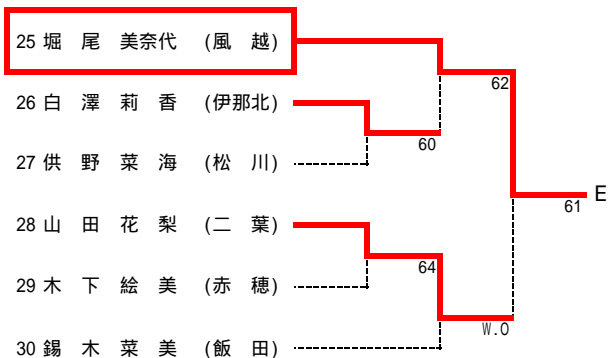 25 堀 尾 美奈代 (風 越)
62
26 白 澤 莉 香 (伊那北)
60
27 供 野 菜 海 (松 川)
E
61
28 山 田 花 梨 (二 葉)
64
29 木 下 絵 美 (赤 穂)
W.O
30 錫 木 菜 美 (飯 田)